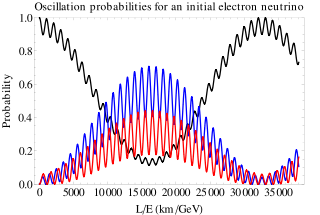 Oscillation probabilities for an initial electron neutrino
1.0
0.8
0.6
0.4
0.2
0.0
Probability
0 5000 10000 15000 20000 25000 30000 35000
L/E (km/GeV)